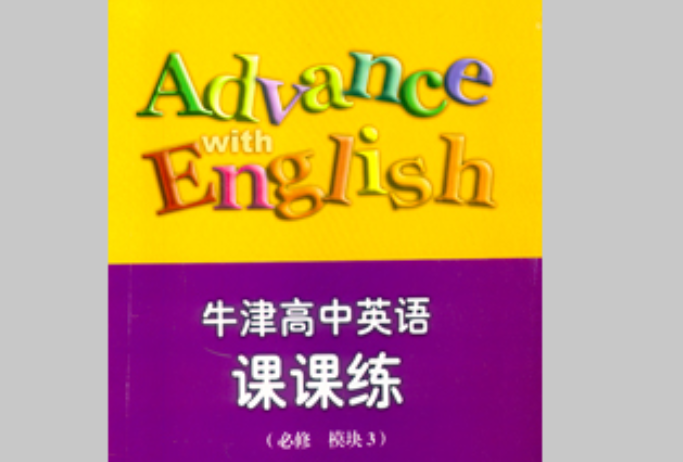 Advance
with
English
牛津高中英语
课课练
（必修 模块3）